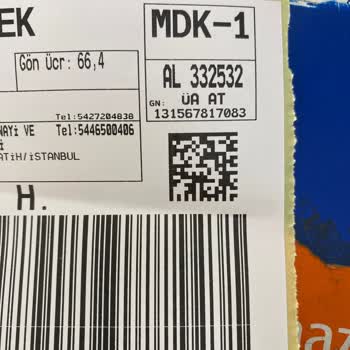 EK
MDK-1
Gön Ücr: 66,4
AL 332532
ÜA AT
GN: 131567817083
Tel:5427204838
NAYİ VE Tel:5446500406
İ
ATİH/İSTANBUL
H.
az